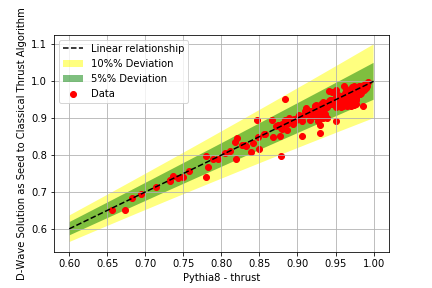 D-Wave Solution as Seed to Classical Thrust Algorithm
1.1
1.0
0.9
0.8
0.7
0.6
Linear relationship
10%% Deviation
5%% Deviation
Data
0.60 0.65 0.70 0.75 0.80 0.85 0.90 0.95 1.00
Pythia8 - thrust